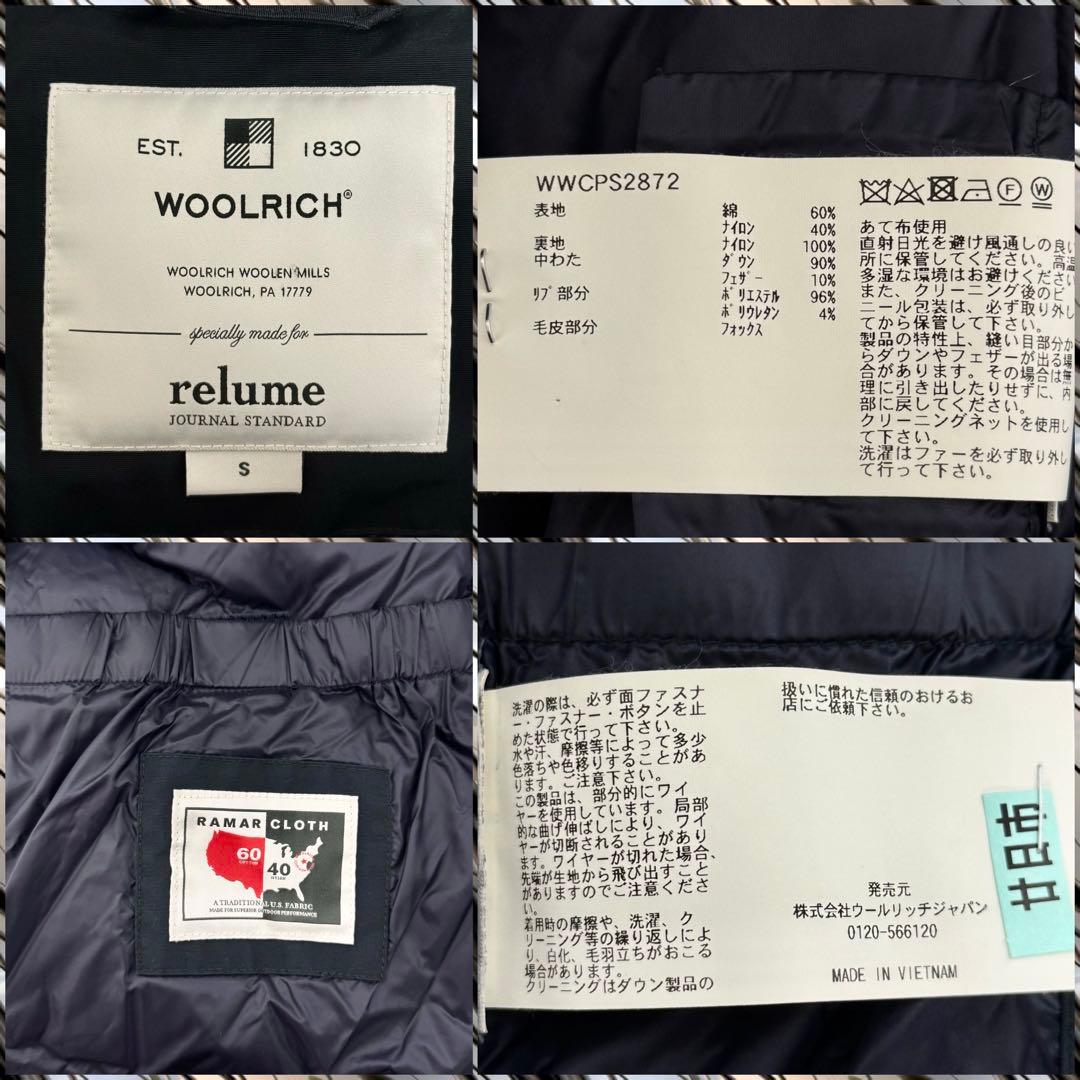 EST. 1830
WOOLRICH®
WOOLRICH WOOLEN MILLS
WOOLRICH, PA 17779
specially made for
relume
JOURNAL STANDARD
S
WWCPS2872
表地 綿 60%
ナイロン 40%
裏地 ナイロン 100%
中わた ダウン 90%
フェザー 10%
リブ部分 ポリエステル 96%
ポリウレタン 4%
毛皮部分 フォックス
F W
あて布使用
直射日光を避け風通しの良い
所に保管してください。高温
多湿な環境はお避けください
また、クリーニング後のビ
ニール包装は、必ず取り外し
てから保管して下さい。
製品の特性上、縫い目部分か
らダウンやフェザーが出る場
合があります。その場合は無
理に引き出したりせずに、内
部に戻してください。
クリーニングネットを使用し
て下さい。
洗濯はファーを必ず取り外し
て行って下さい。
RAMAR CLOTH
60
COTTON
40
NYLON
A TRADITIONAL U.S. FABRIC
MADE FOR SUPERIOR OUTDOOR PERFORMANCE
洗濯の際は、必ず面ファスナ
ー・ファスナー・ボタンを止
めた状態で行って下さい。
水や汗、摩擦等によって多少
色落ちや色移りすることがあ
ります。ご注意下さい。
この製品は、部分的にワイ
ヤーを使用しています。局部
的な曲げ伸ばしにより、ワイ
ヤーが切断されることがあり
ます。ワイヤーが切れた場合、
先端が生地から飛び出すこと
がありますのでご注意くださ
い。
着用時の摩擦や、洗濯、ク
リーニング等の繰り返しによ
り、白化、毛羽立ちがおこる
場合があります。
クリーニングはダウン製品の
扱いに慣れた信頼のおけるお
店にご依頼下さい。
発売元
株式会社ウールリッチジャパン
0120-566120
MADE IN VIETNAM
廿日市